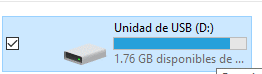 Unidad de USB (D:)
1.76 GB disponibles de ...